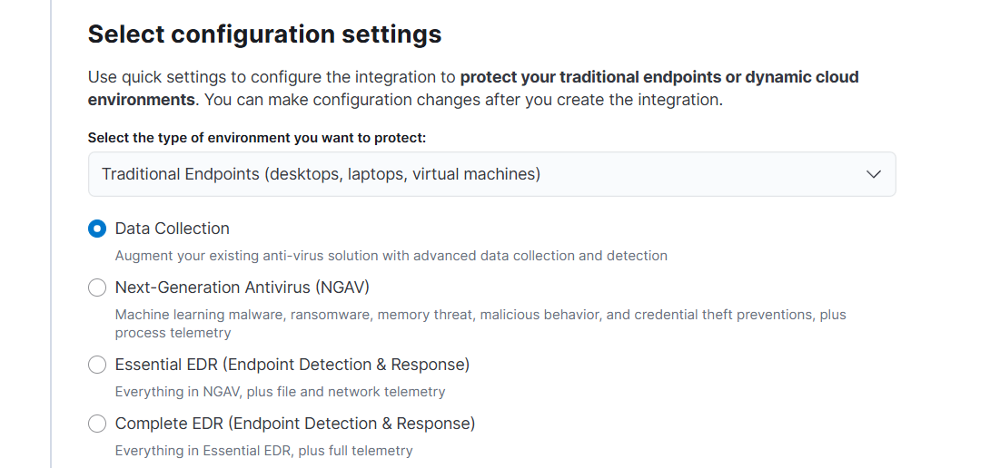 Select configuration settings
Use quick settings to configure the integration to protect your traditional endpoints or dynamic cloud
environments. You can make configuration changes after you create the integration.
Select the type of environment you want to protect:
Traditional Endpoints (desktops, laptops, virtual machines)
Data Collection
Augment your existing anti-virus solution with advanced data collection and detection
Next-Generation Antivirus (NGAV)
Machine learning malware, ransomware, memory threat, malicious behavior, and credential theft preventions, plus
process telemetry
Essential EDR (Endpoint Detection & Response)
Everything in NGAV, plus file and network telemetry
Complete EDR (Endpoint Detection & Response)
Everything in Essential EDR, plus full telemetry